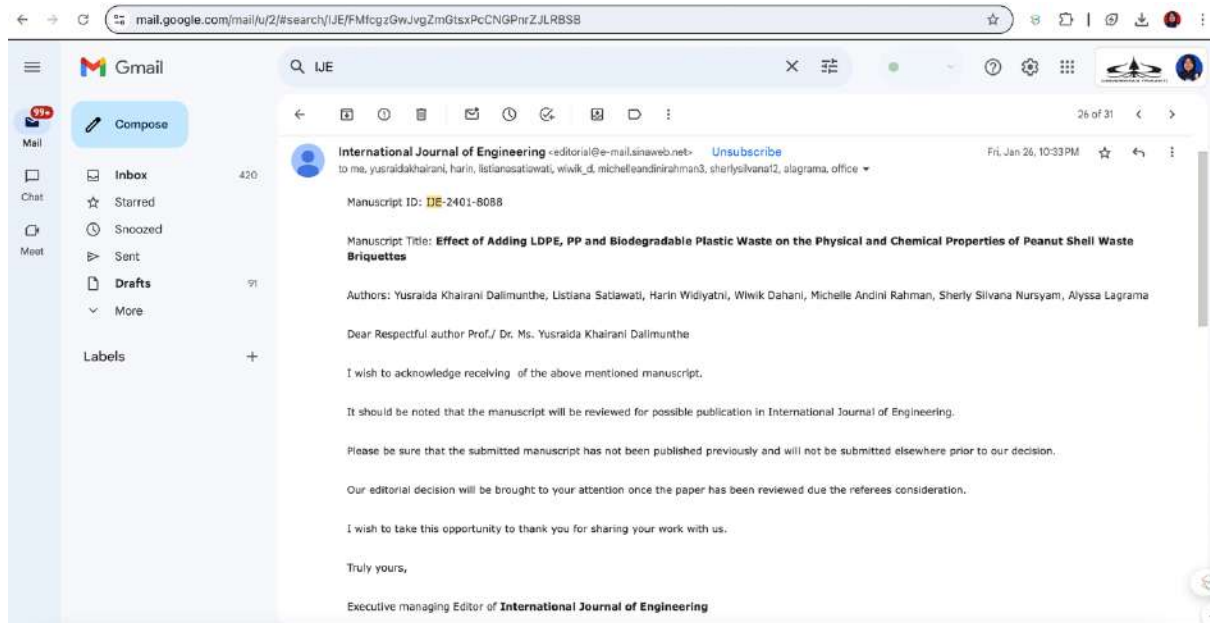 mail.google.com/mail/u/2/#search/IJE/FMfcgzGwJvgZmGtsxPcCNGPnrZJLRBSB
Gmail
IJE
99+
Mail
Chat
Meet
Compose
Inbox 420
Starred
Snoozed
Sent
Drafts 91
More
Labels
26 of 31
International Journal of Engineering <editorial@e-mail.sinaweb.net> Unsubscribe
Fri, Jan 26, 10:33 PM
to me, yusraidakhairani, harin, listianasatiawati, wiwik_d, michelleandinirahman3, sherlysilvana12, alagrama, office
Manuscript ID: IJE-2401-8088
Manuscript Title: Effect of Adding LDPE, PP and Biodegradable Plastic Waste on the Physical and Chemical Properties of Peanut Shell Waste
Briquettes
Authors: Yusraida Khairani Dalimunthe, Listiana Satiawati, Harin Widiyatni, Wiwik Dahani, Michelle Andini Rahman, Sherly Silvana Nursyam, Alyssa Lagrama
Dear Respectful author Prof./ Dr. Ms. Yusraida Khairani Dalimunthe
I wish to acknowledge receiving of the above mentioned manuscript.
It should be noted that the manuscript will be reviewed for possible publication in International Journal of Engineering.
Please be sure that the submitted manuscript has not been published previously and will not be submitted elsewhere prior to our decision.
Our editorial decision will be brought to your attention once the paper has been reviewed due the referees consideration.
I wish to take this opportunity to thank you for sharing your work with us.
Truly yours,
Executive managing Editor of International Journal of Engineering